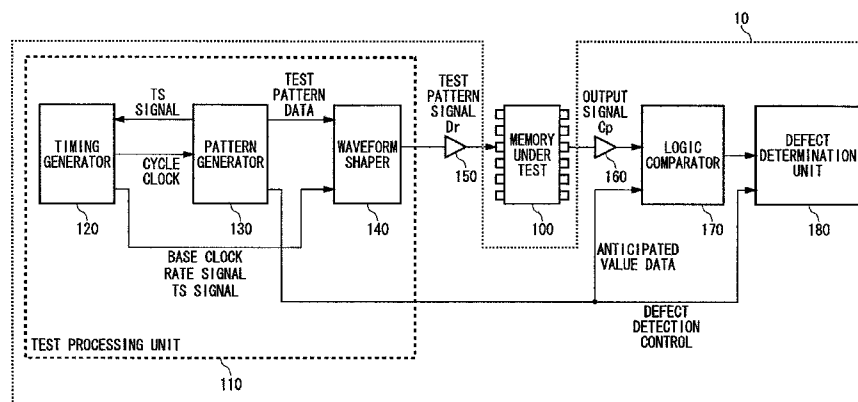 10
TEST
PATTERN
DATA
TS
SIGNAL
TIMING
GENERATOR
CYCLE
CLOCK
PATTERN
GENERATOR
WAVEFORM
SHAPER
TEST
PATTERN
SIGNAL
Dr
MEMORY
UNDER
TEST
OUTPUT
SIGNAL
Cp
LOGIC
COMPARATOR
DEFECT
DETERMINATION
UNIT
120
130
140
150
100
160
170
180
BASE CLOCK
RATE SIGNAL
TS SIGNAL
ANTICIPATED
VALUE DATA
DEFECT
DETECTION
CONTROL
TEST PROCESSING UNIT
110